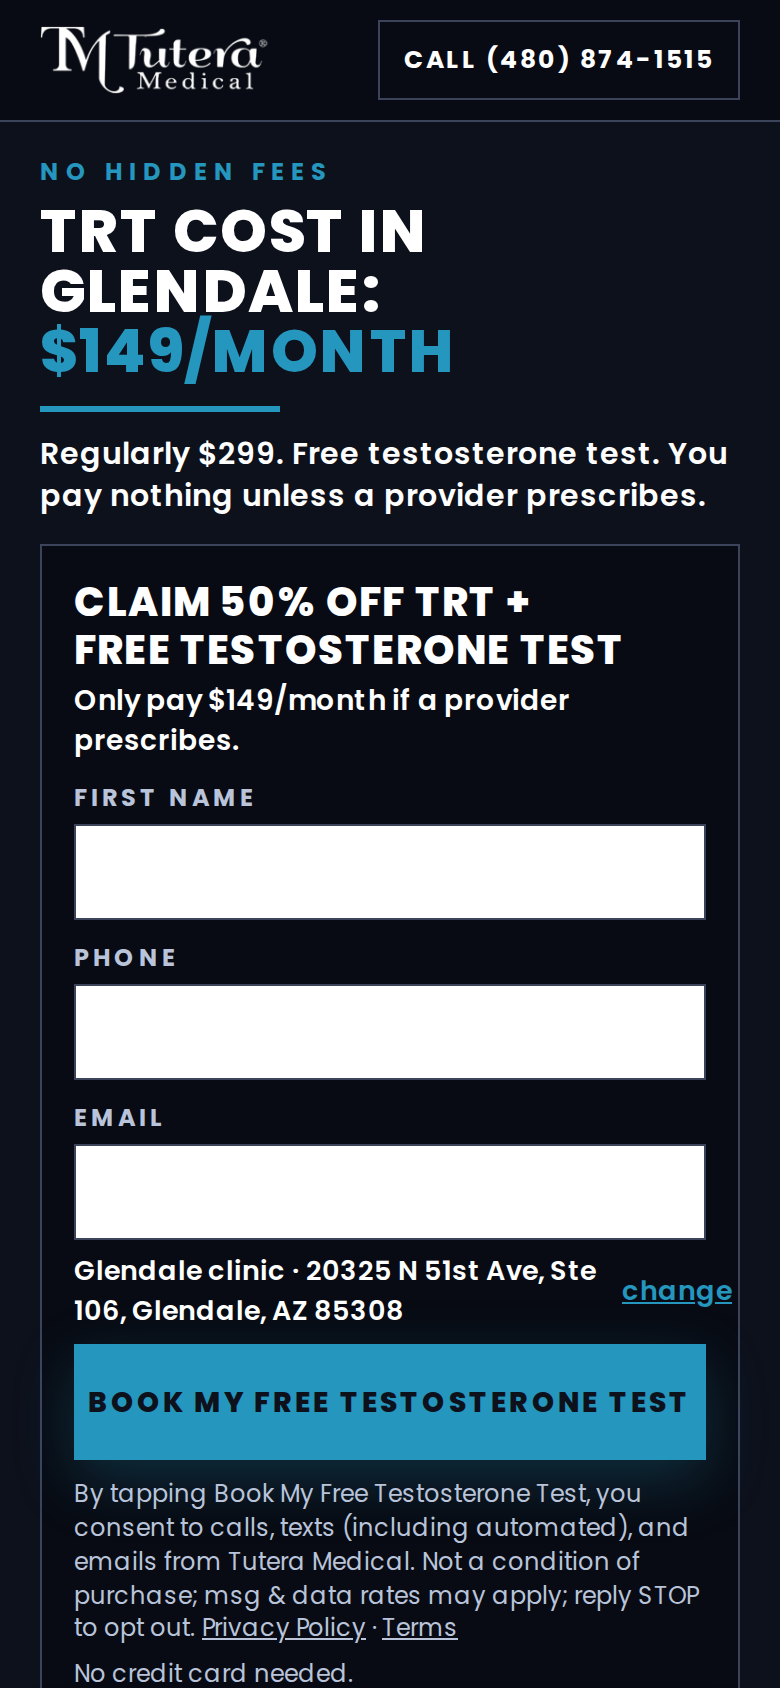 TM Tutera®
Medical
CALL (480) 874-1515
NO HIDDEN FEES
TRT COST IN
GLENDALE:
$149/MONTH
Regularly $299. Free testosterone test. You
pay nothing unless a provider prescribes.
CLAIM 50% OFF TRT +
FREE TESTOSTERONE TEST
Only pay $149/month if a provider
prescribes.
FIRST NAME
PHONE
EMAIL
Glendale clinic · 20325 N 51st Ave, Ste
106, Glendale, AZ 85308
change
BOOK MY FREE TESTOSTERONE TEST
By tapping Book My Free Testosterone Test, you
consent to calls, texts (including automated), and
emails from Tutera Medical. Not a condition of
purchase; msg & data rates may apply; reply STOP
to opt out. Privacy Policy · Terms
No credit card needed.